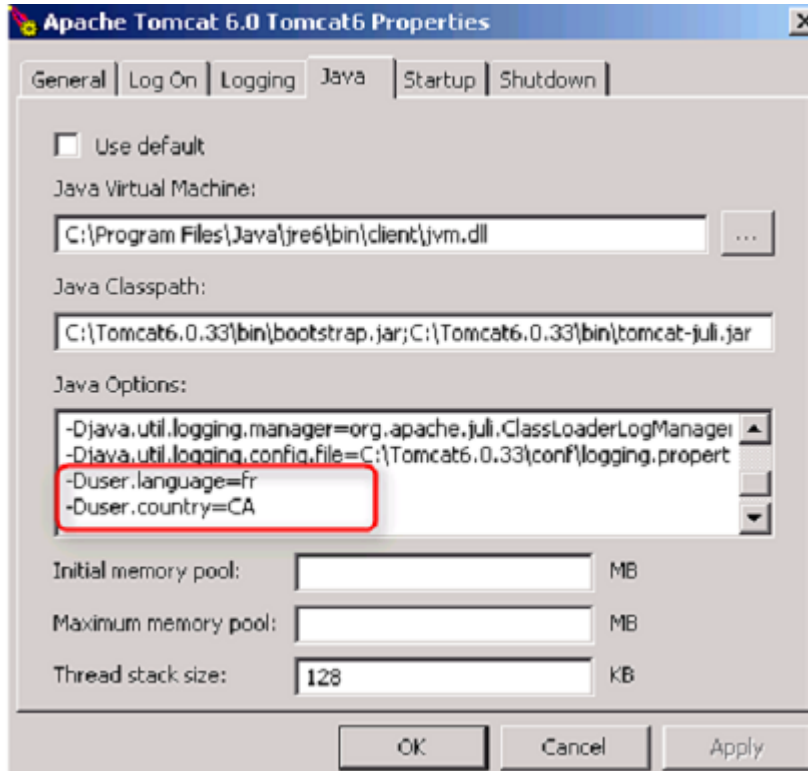 Apache Tomcat 6.0 Tomcat6 Properties
General Log On Logging Java Startup Shutdown
Use default
Java Virtual Machine:
C:\Program Files\Java\jre6\bin\client\jvm.dll ...
Java Classpath:
C:\Tomcat6.0.33\bin\bootstrap.jar;C:\Tomcat6.0.33\bin\tomcat-juli.jar
Java Options:
-Djava.util.logging.manager=org.apache.juli.ClassLoaderLogManager
-Djava.util.logging.config.file=C:\Tomcat6.0.33\conf\logging.propert
-Duser.language=fr
-Duser.country=CA
Initial memory pool: MB
Maximum memory pool: MB
Thread stack size: 128 KB
OK Cancel Apply